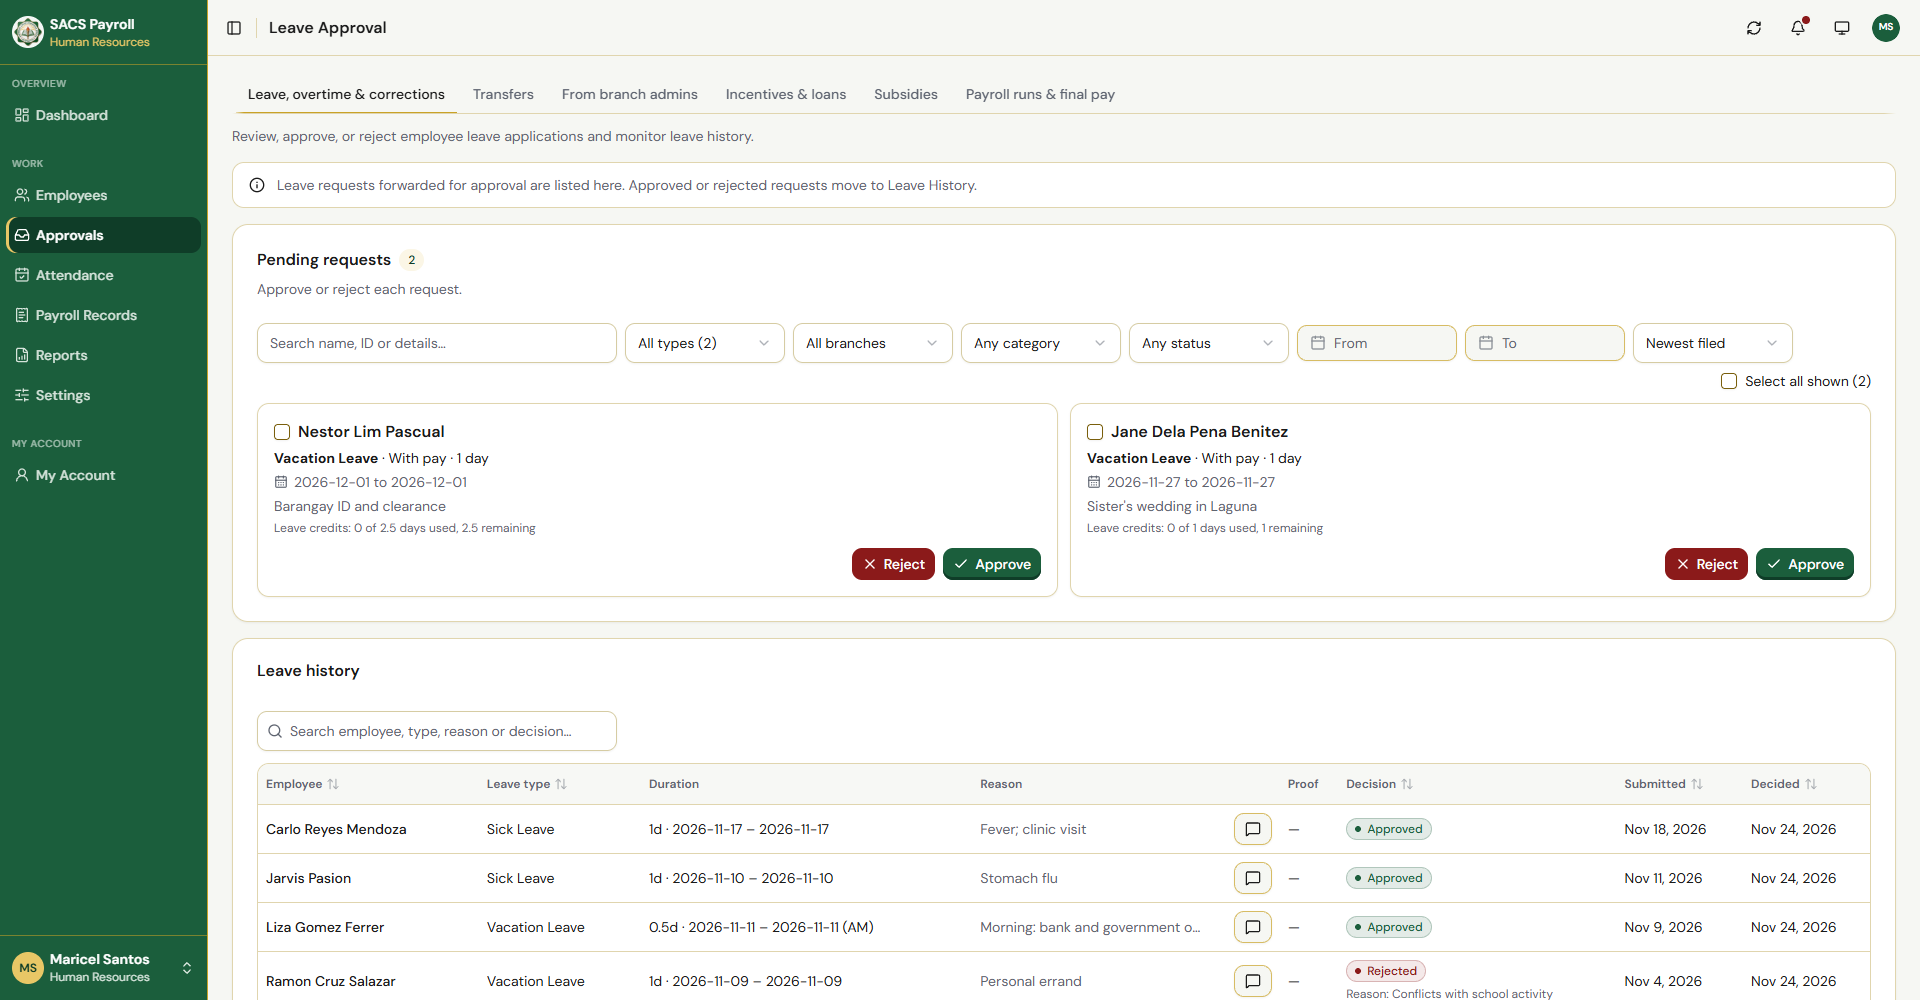 SACS Payroll
Human Resources
OVERVIEW
Dashboard
WORK
Employees
Approvals
Attendance
Payroll Records
Reports
Settings
MY ACCOUNT
My Account
MS
Maricel Santos
Human Resources
Leave Approval
MS
Leave, overtime & corrections
Transfers
From branch admins
Incentives & loans
Subsidies
Payroll runs & final pay
Review, approve, or reject employee leave applications and monitor leave history.
Leave requests forwarded for approval are listed here. Approved or rejected requests move to Leave History.
Pending requests 2
Approve or reject each request.
Search name, ID or details...
All types (2)
All branches
Any category
Any status
From
To
Newest filed
Select all shown (2)
Nestor Lim Pascual
Vacation Leave · With pay · 1 day
2026-12-01 to 2026-12-01
Barangay ID and clearance
Leave credits: 0 of 2.5 days used, 2.5 remaining
Reject
Approve
Jane Dela Pena Benitez
Vacation Leave · With pay · 1 day
2026-11-27 to 2026-11-27
Sister's wedding in Laguna
Leave credits: 0 of 1 days used, 1 remaining
Reject
Approve
Leave history
Search employee, type, reason or decision...
Employee Leave type Duration Reason Proof Decision Submitted Decided
Carlo Reyes Mendoza Sick Leave 1d · 2026-11-17 – 2026-11-17 Fever; clinic visit — Approved Nov 18, 2026 Nov 24, 2026
Jarvis Pasion Sick Leave 1d · 2026-11-10 – 2026-11-10 Stomach flu — Approved Nov 11, 2026 Nov 24, 2026
Liza Gomez Ferrer Vacation Leave 0.5d · 2026-11-11 – 2026-11-11 (AM) Morning: bank and government o... — Approved Nov 9, 2026 Nov 24, 2026
Ramon Cruz Salazar Vacation Leave 1d · 2026-11-09 – 2026-11-09 Personal errand — Rejected Nov 4, 2026 Nov 24, 2026
Reason: Conflicts with school activity